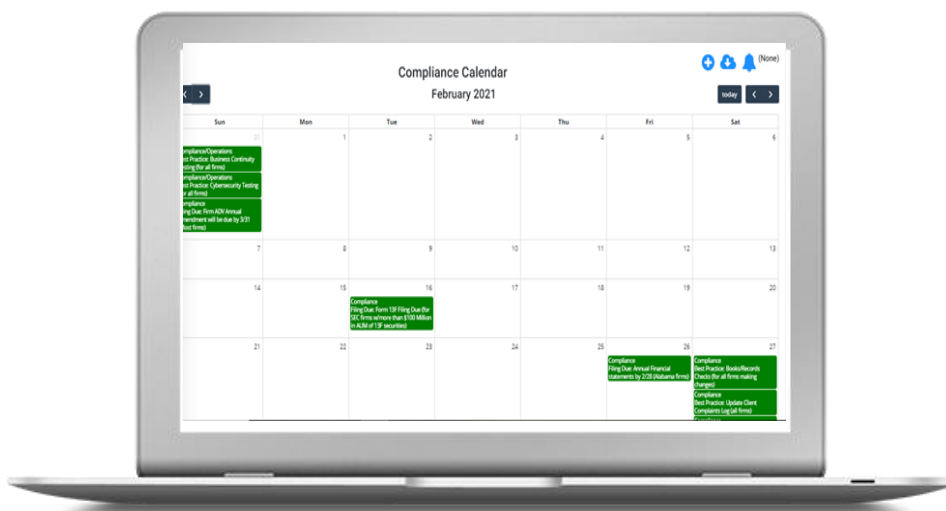 (None)
Compliance Calendar
February 2021
today
Sun Mon Tue Wed Thu Fri Sat
31 1 2 3 4 5 6
ompliance/Operations
est Practice: Business Continuity
esting (for all firms)
ompliance/Operations
est Practice: Cybersecurity Testing
or all firms)
ompliance
ling Due: Firm ADV Annual
mendment will be due by 3/31
Most firms)
7 8 9 10 11 12 13
14 15 16 17 18 19 20
Compliance
Filing Due: Form 13F Filing Due (for
SEC firms w/more than $100 Million
in AUM of 13F securities)
21 22 23 24 25 26 27
Compliance
Filing Due: Annual Financial
statements by 2/28 (Alabama firms)
Compliance
Best Practice: Books/Records
Checks (for all firms making
changes)
Compliance
Best Practice: Update Client
Complaints Log (all firms)